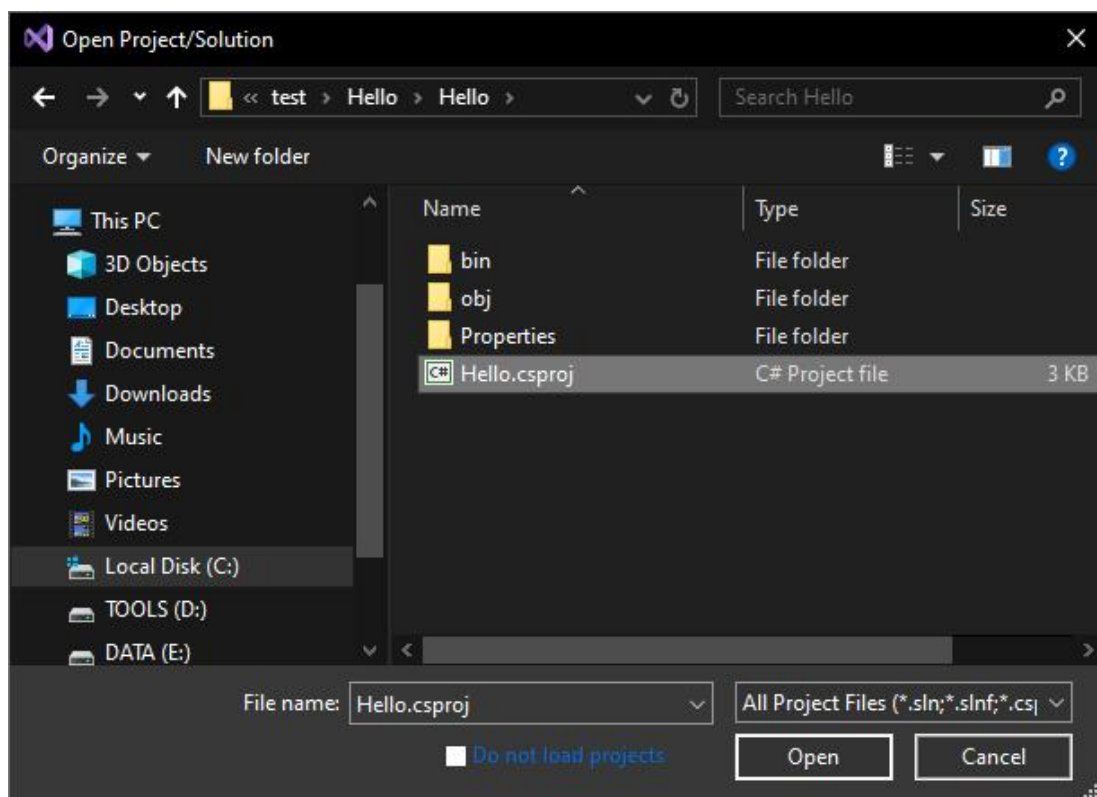 Open Project/Solution
« test › Hello › Hello ›
Search Hello
Organize
New folder
?
This PC
3D Objects
Desktop
Documents
Downloads
Music
Pictures
Videos
Local Disk (C:)
TOOLS (D:)
DATA (E:)
Name Type Size
bin File folder
obj File folder
Properties File folder
C# Hello.csproj C# Project file 3 KB
File name: Hello.csproj
All Project Files (*.sln;*.slnf;*.csp
Do not load projects
Open
Cancel